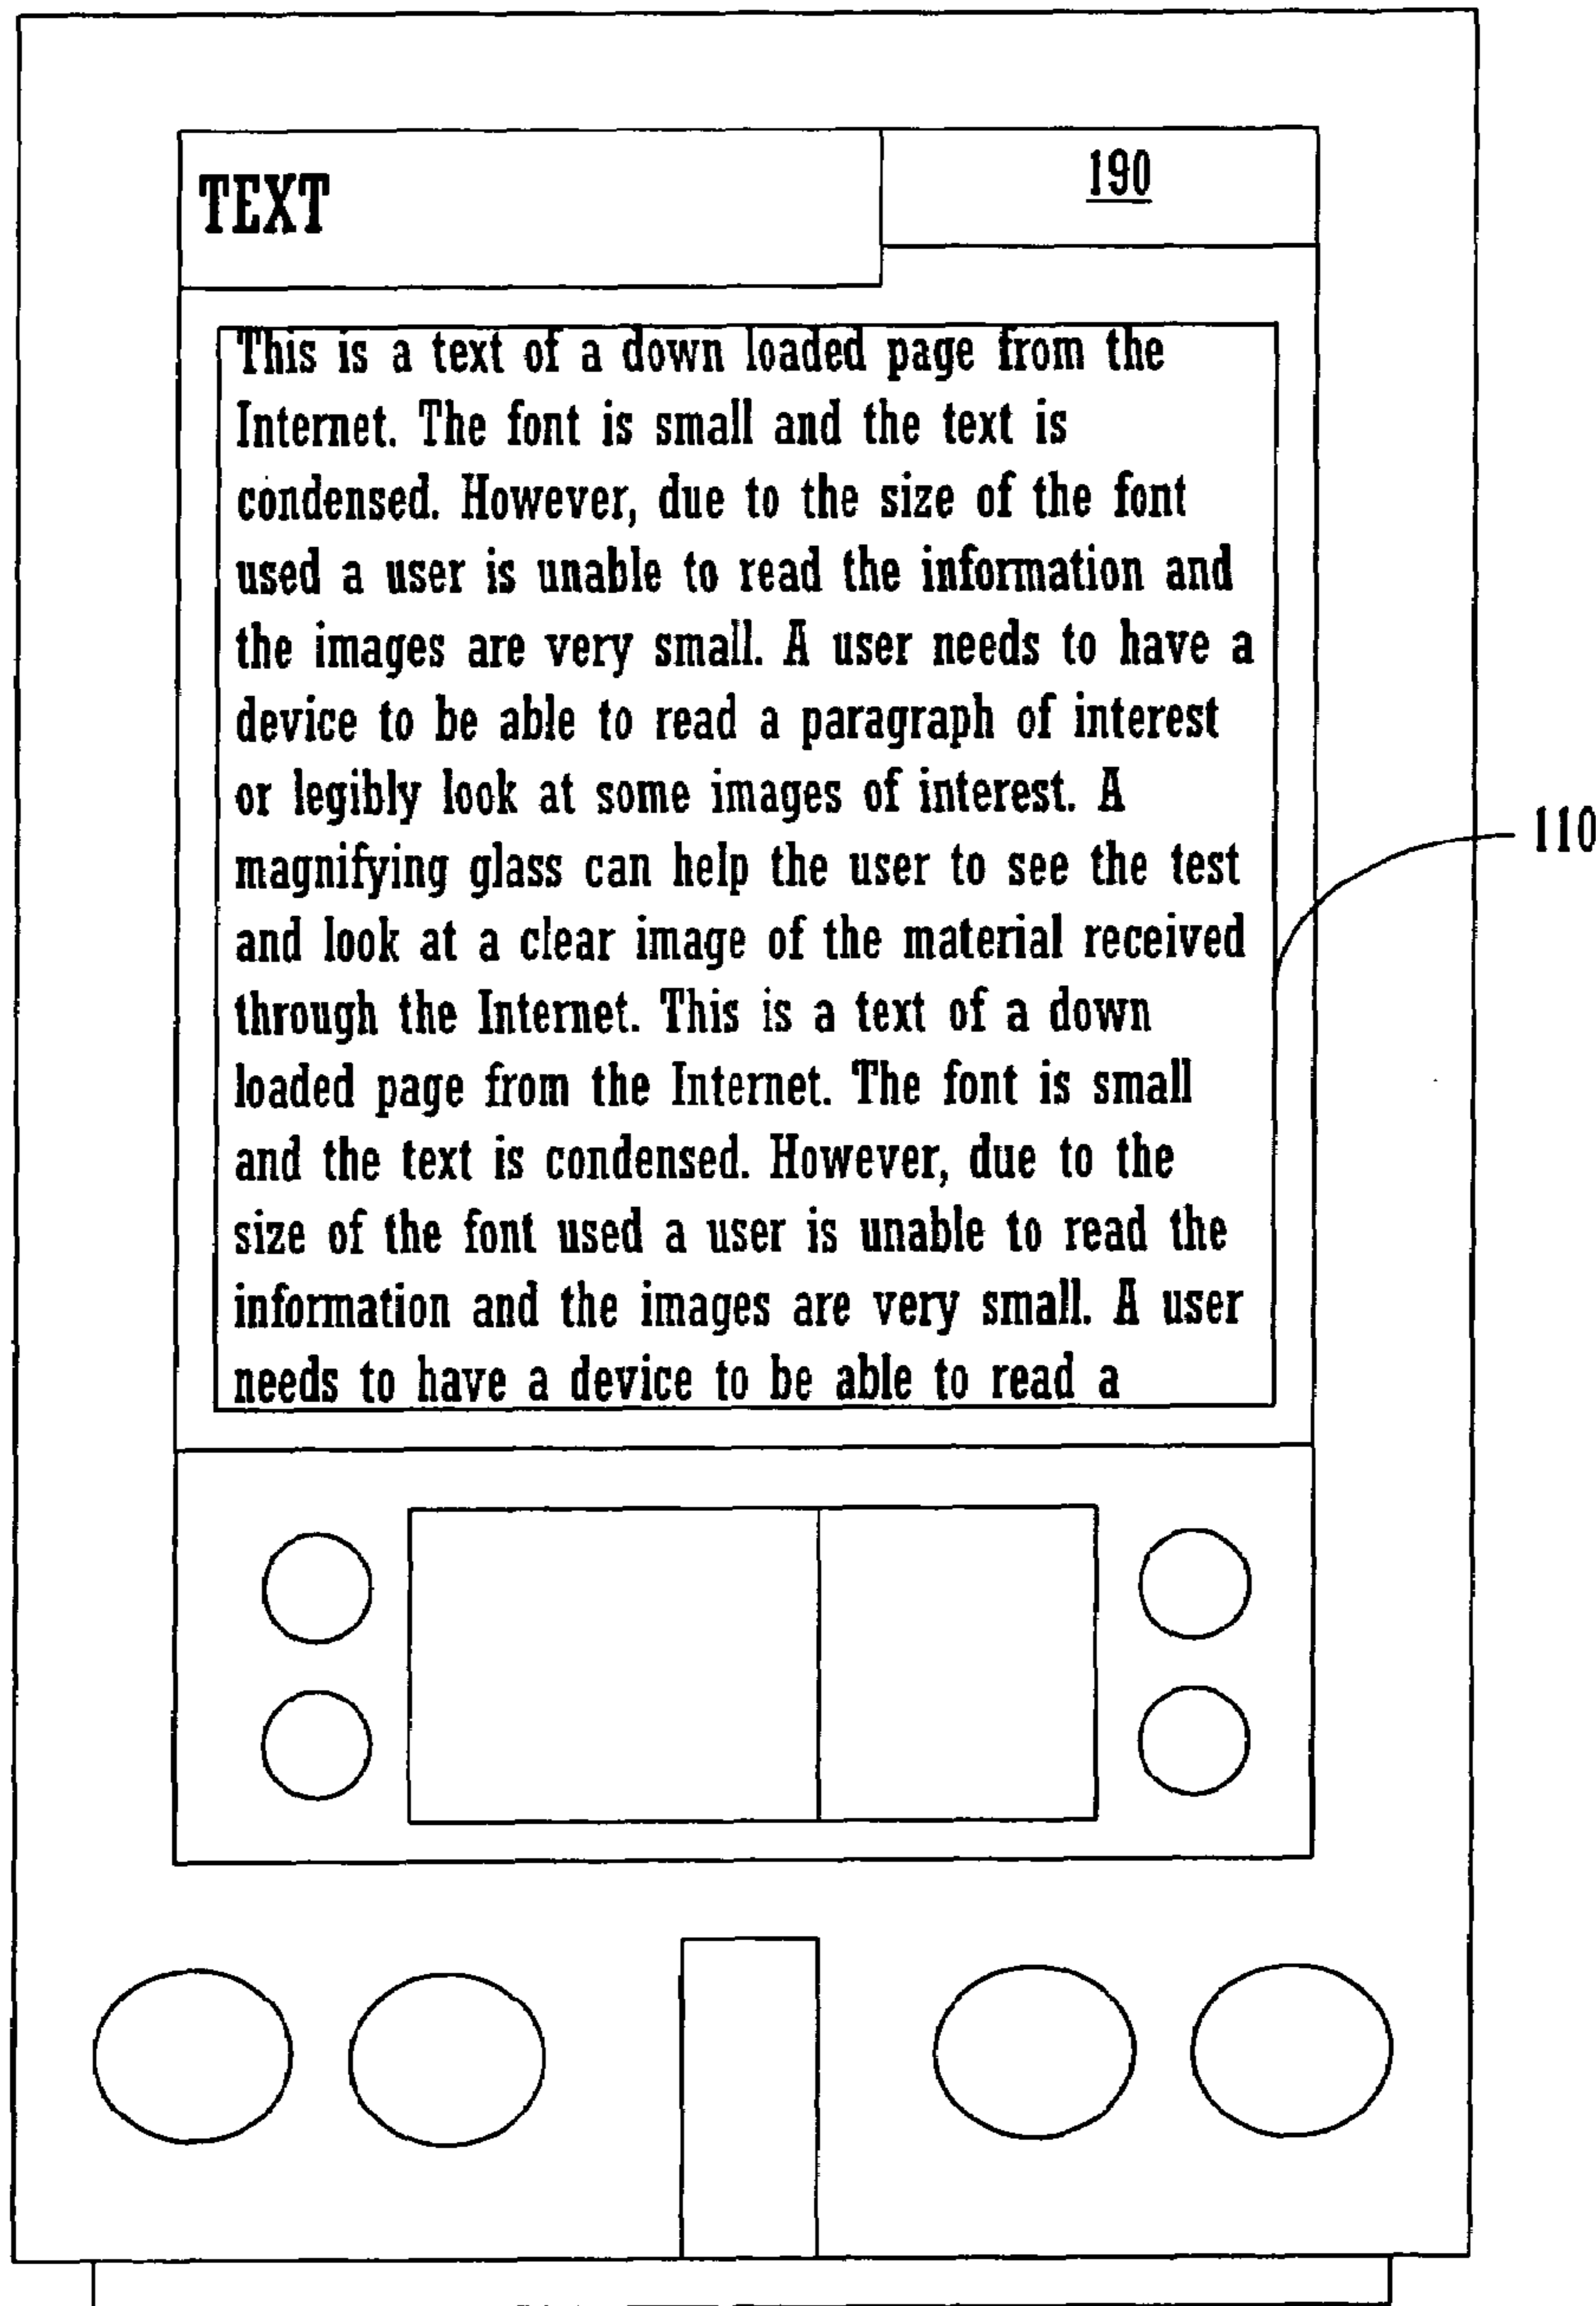 TEXT
190
This is a text of a down loaded page from the
Internet. The font is small and the text is
condensed. However, due to the size of the font
used a user is unable to read the information and
the images are very small. A user needs to have a
device to be able to read a paragraph of interest
or legibly look at some images of interest. A
magnifying glass can help the user to see the test
and look at a clear image of the material received
through the Internet. This is a text of a down
loaded page from the Internet. The font is small
and the text is condensed. However, due to the
size of the font used a user is unable to read the
information and the images are very small. A user
needs to have a device to be able to read a
110